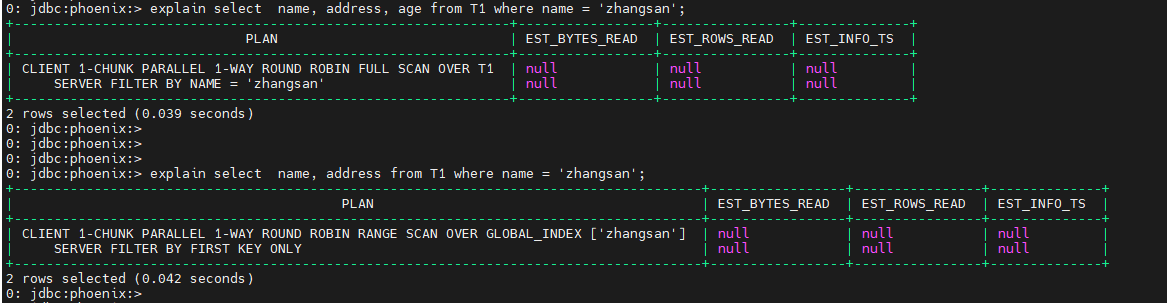 0: jdbc:phoenix:> explain select  name, address, age from T1 where name = 'zhangsan';
+--------------------------------------------------------------+-----------------+----------------+--------------+
|                             PLAN                             | EST_BYTES_READ  | EST_ROWS_READ  | EST_INFO_TS  |
+--------------------------------------------------------------+-----------------+----------------+--------------+
| CLIENT 1-CHUNK PARALLEL 1-WAY ROUND ROBIN FULL SCAN OVER T1  | null            | null           | null         |
|     SERVER FILTER BY NAME = 'zhangsan'                       | null            | null           | null         |
+--------------------------------------------------------------+-----------------+----------------+--------------+
2 rows selected (0.039 seconds)
0: jdbc:phoenix:>
0: jdbc:phoenix:>
0: jdbc:phoenix:>
0: jdbc:phoenix:> explain select  name, address from T1 where name = 'zhangsan';
+--------------------------------------------------------------------------------------+-----------------+----------------+--------------+
|                                         PLAN                                         | EST_BYTES_READ  | EST_ROWS_READ  | EST_INFO_TS  |
+--------------------------------------------------------------------------------------+-----------------+----------------+--------------+
| CLIENT 1-CHUNK PARALLEL 1-WAY ROUND ROBIN RANGE SCAN OVER GLOBAL_INDEX ['zhangsan']  | null            | null           | null         |
|     SERVER FILTER BY FIRST KEY ONLY                                                  | null            | null           | null         |
+--------------------------------------------------------------------------------------+-----------------+----------------+--------------+
2 rows selected (0.042 seconds)
0: jdbc:phoenix:>